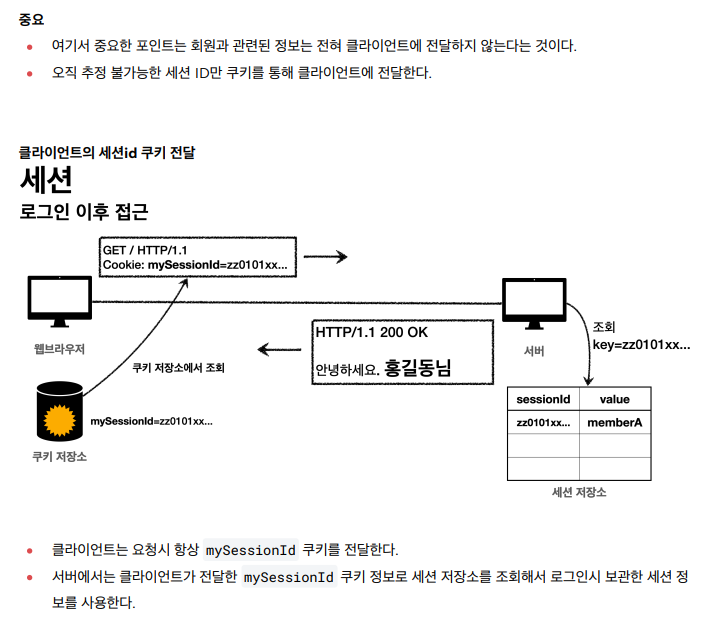 중요
여기서 중요한 포인트는 회원과 관련된 정보는 전혀 클라이언트에 전달하지 않는다는 것이다.
오직 추정 불가능한 세션 ID만 쿠키를 통해 클라이언트에 전달한다.
클라이언트의 세션id 쿠키 전달
세션
로그인 이후 접근
GET / HTTP/1.1
Cookie: mySessionId=zz0101xx...
웹브라우저
쿠키 저장소에서 조회
HTTP/1.1 200 OK
안녕하세요. 홍길동님
서버
조회
key=zz0101xx...
mySessionId=zz0101xx...
쿠키 저장소
sessionId value
zz0101xx... memberA
세션 저장소
클라이언트는 요청시 항상 mySessionId 쿠키를 전달한다.
서버에서는 클라이언트가 전달한 mySessionId 쿠키 정보로 세션 저장소를 조회해서 로그인시 보관한 세션 정
보를 사용한다.